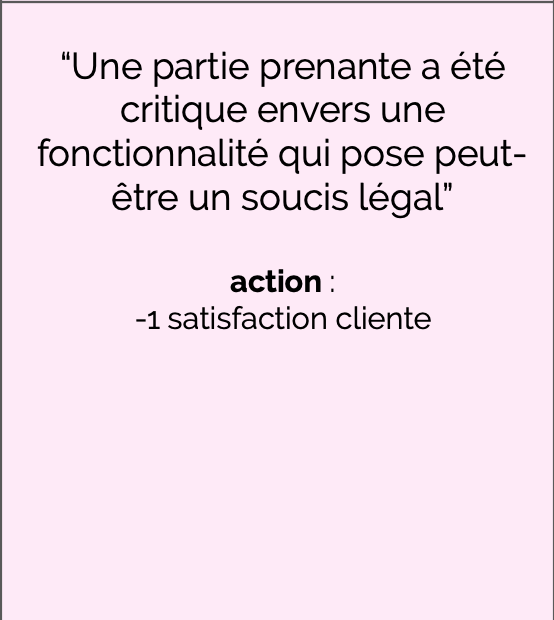 “Une partie prenante a été
critique envers une
fonctionnalité qui pose peut-
être un soucis légal”
action :
-1 satisfaction cliente